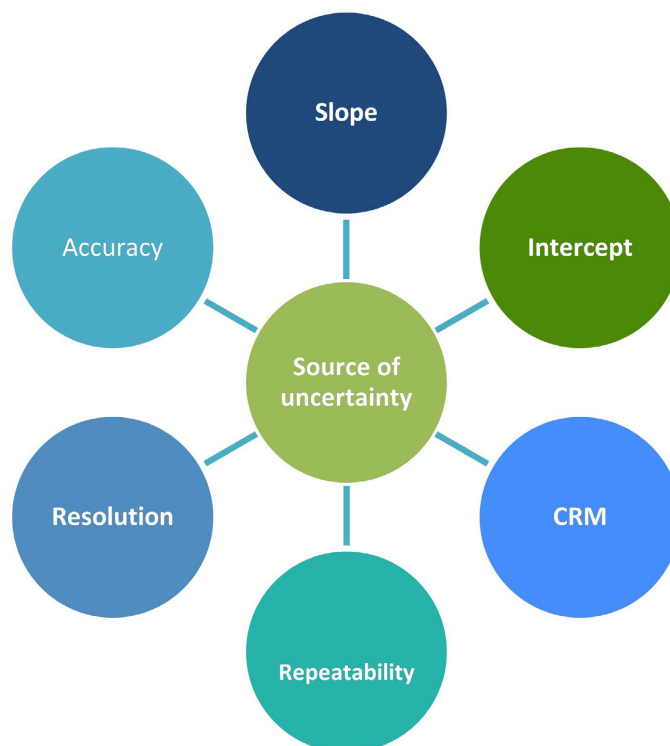 Slope
Accuracy
Intercept
Source of
uncertainty
Resolution
CRM
Repeatability